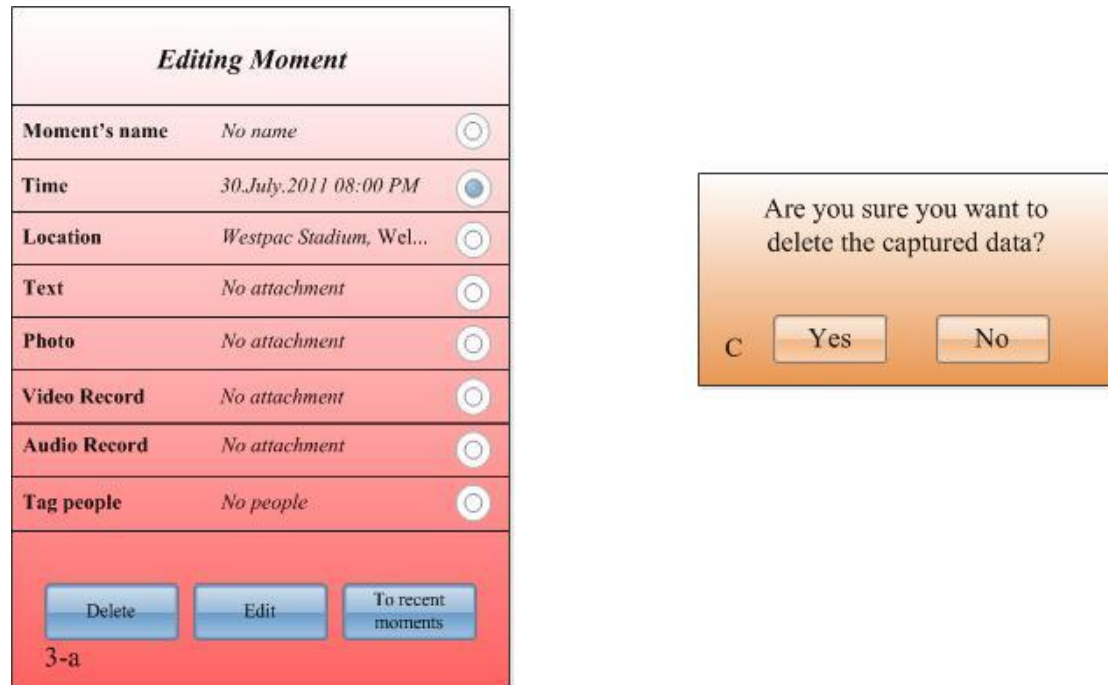 Editing Moment
Moment's name No name
Time 30.July.2011 08:00 PM
Location Westpac Stadium, Wel...
Text No attachment
Photo No attachment
Video Record No attachment
Audio Record No attachment
Tag people No people
Delete Edit To recent moments
3-a
Are you sure you want to
delete the captured data?
C Yes No